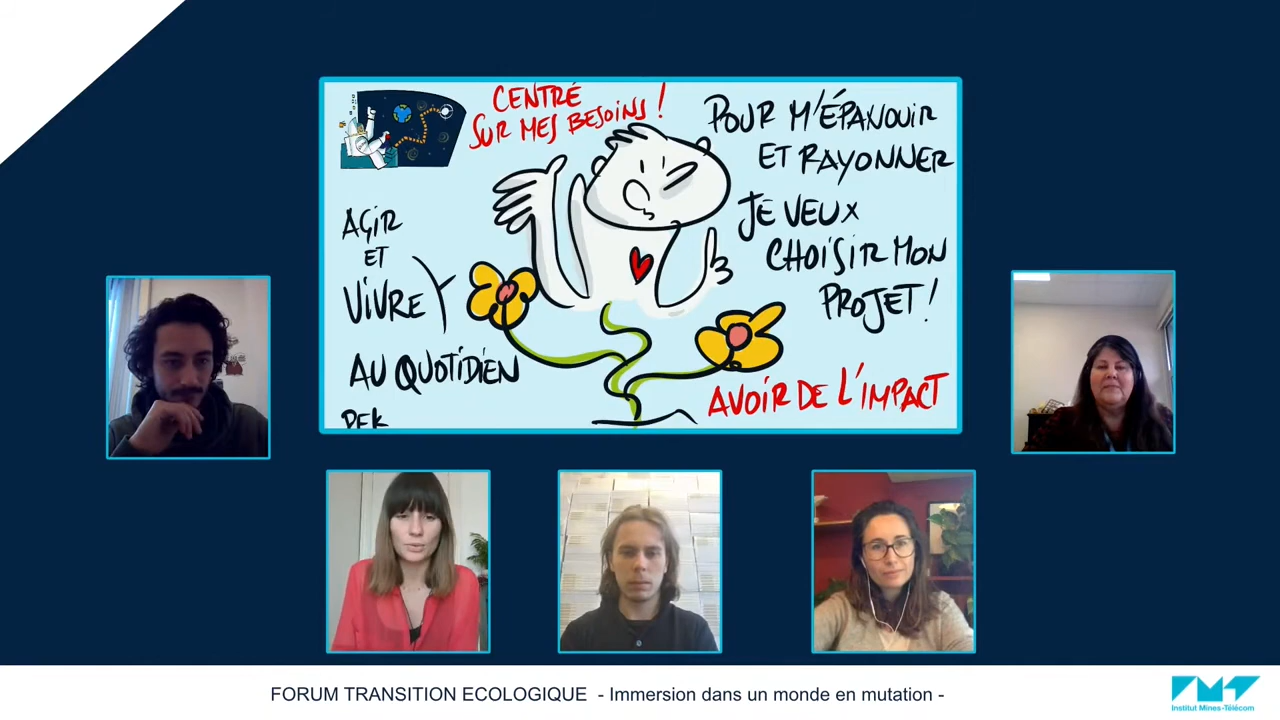 CENTRÉ
SUR MES BESOINS !
POUR M'ÉPANOUIR
ET RAYONNER
JE VEUX
CHOISIR MON
PROJET !
AGIR
ET
VIVRE
AU QUOTIDIEN
AVOIR DE L'IMPACT
FORUM TRANSITION ECOLOGIQUE - Immersion dans un monde en mutation -
IMT
Institut Mines-Télécom